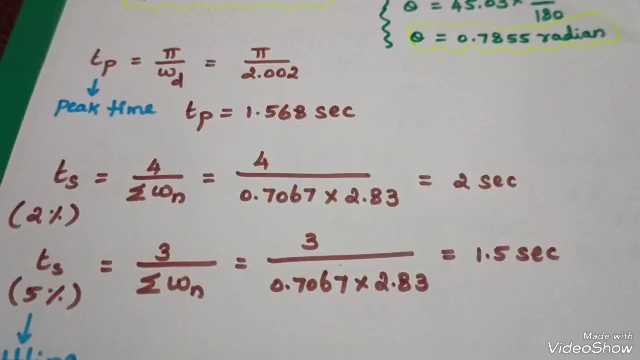 θ = 45.03 × π/180
θ = 0.7855 radian
tp = π/ωd = π/2.002
Peak time
tp = 1.568 sec
ts = 4/Σωn = 4/0.7067 × 2.83 = 2 sec
(2%)
ts = 3/Σωn = 3/0.7067 × 2.83 = 1.5 sec
(5%)
Made with
VideoShow